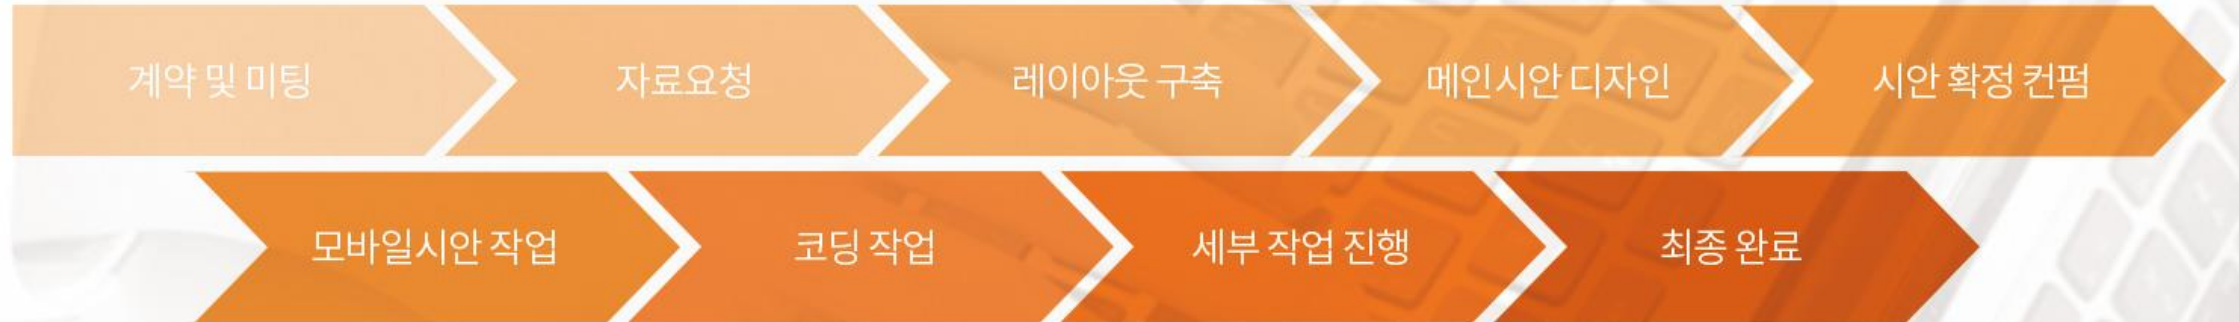 계약 및 미팅
자료요청
레이아웃 구축
메인시안 디자인
시안 확정 컨펌
모바일시안 작업
코딩 작업
세부 작업 진행
최종 완료